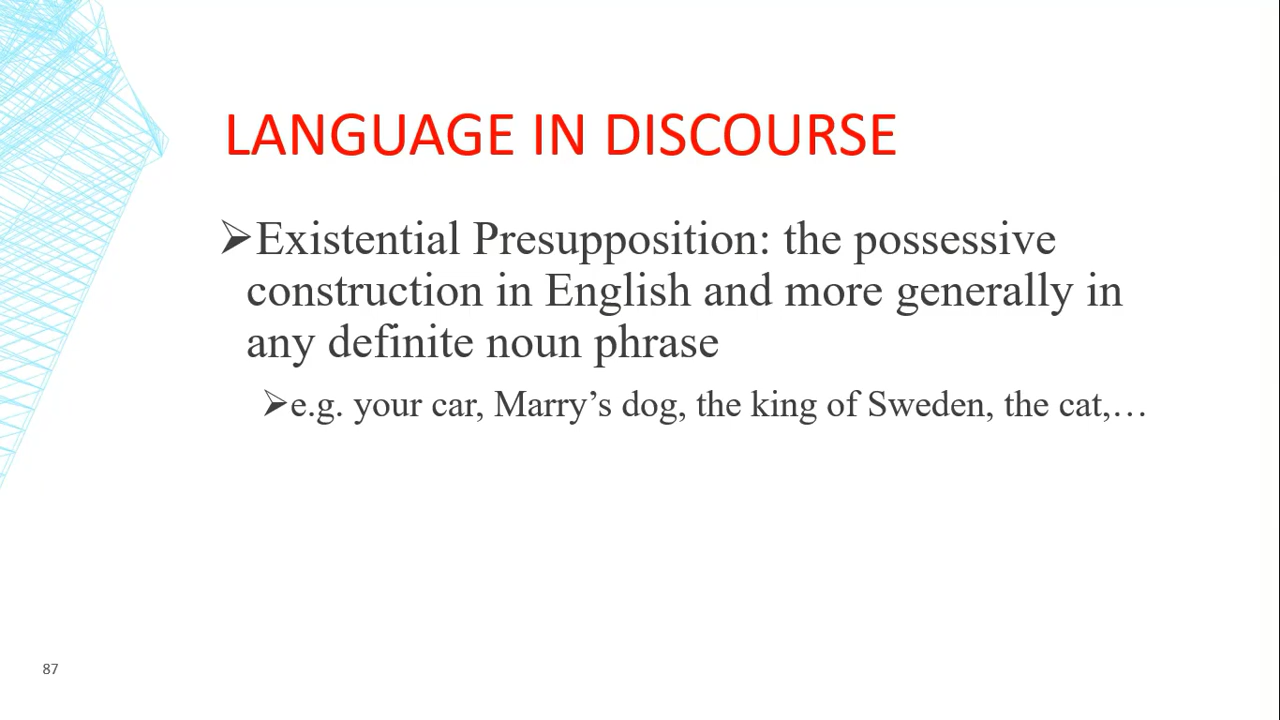 LANGUAGE IN DISCOURSE
➢Existential Presupposition: the possessive
construction in English and more generally in
any definite noun phrase
➢e.g. your car, Marry’s dog, the king of Sweden, the cat,…
87